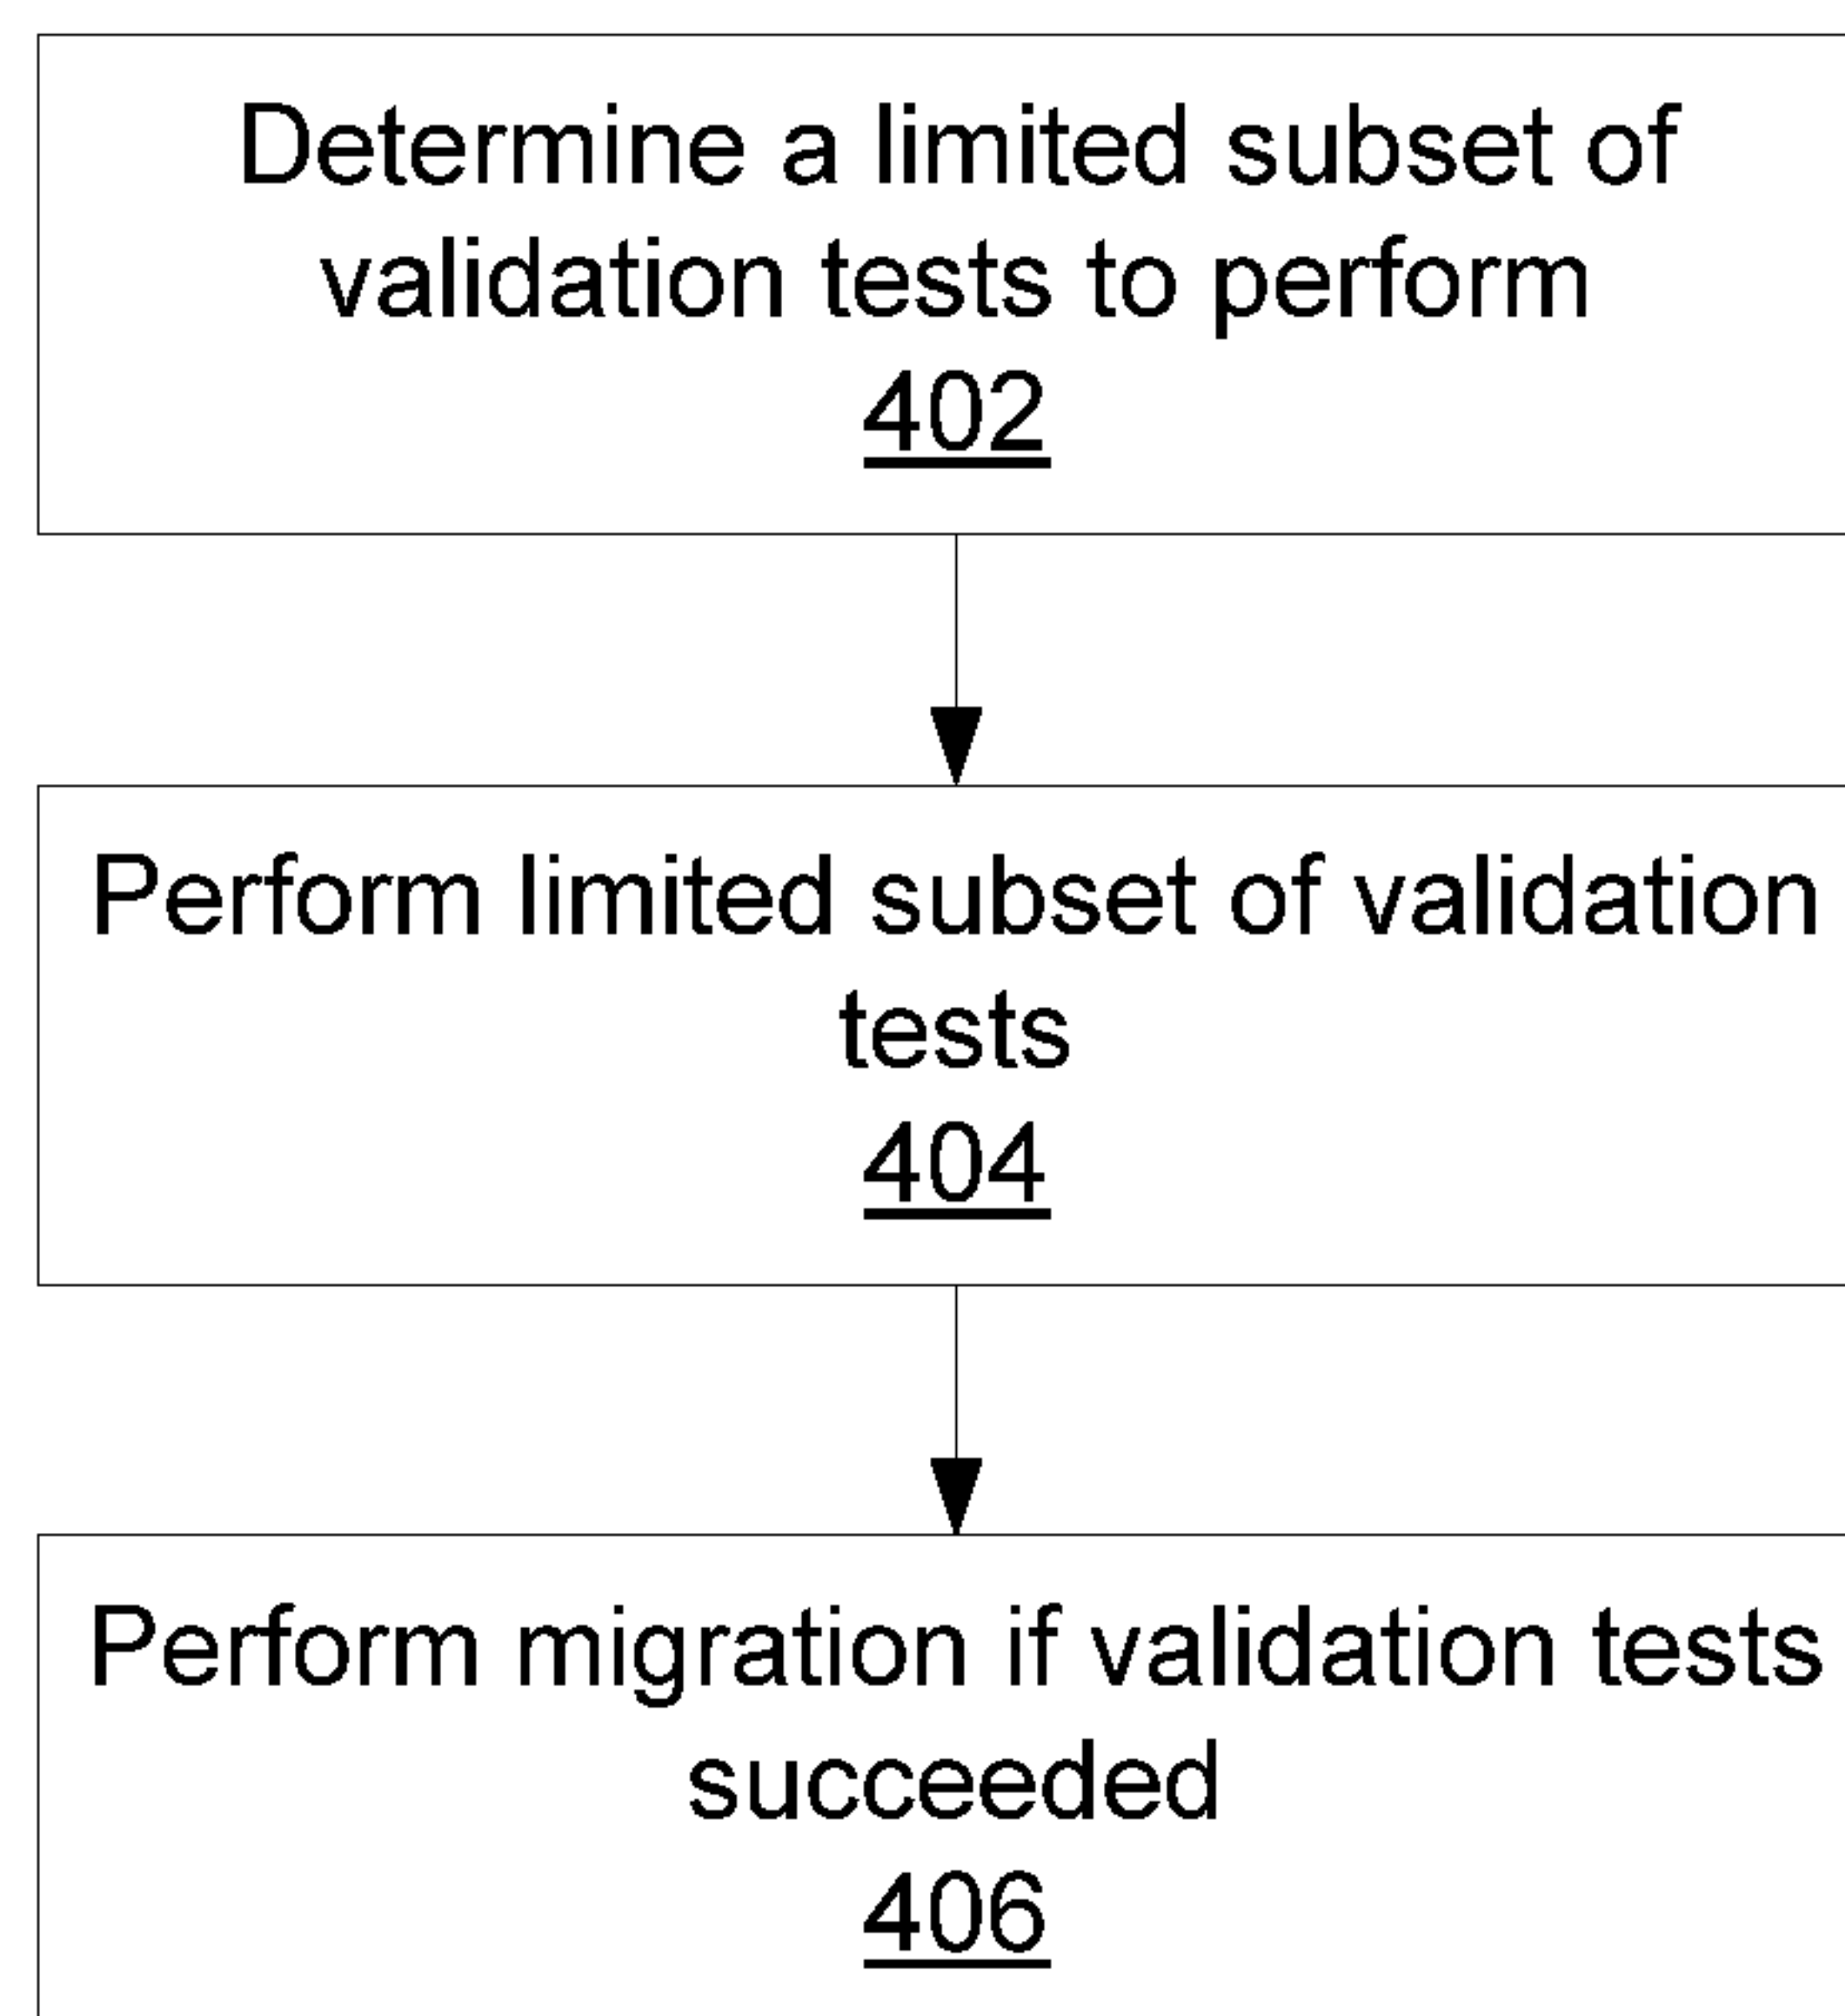 Determine a limited subset of
validation tests to perform
402
Perform limited subset of validation
tests
404
Perform migration if validation tests
succeeded
406